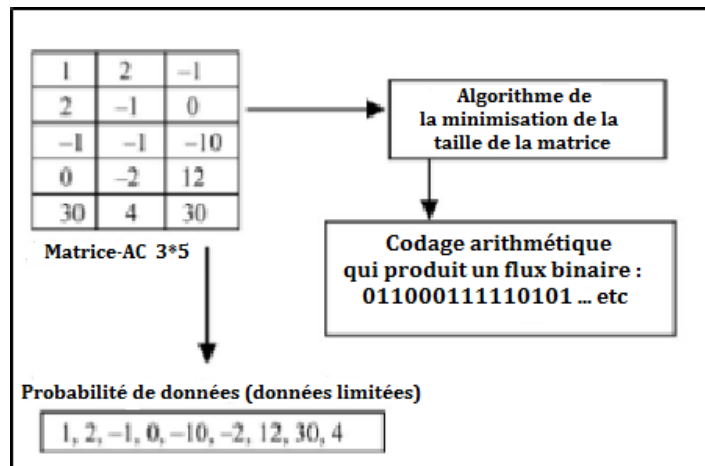 1 2 −1
2 −1 0
−1 −1 −10
0 −2 12
30 4 30
Matrice-AC 3*5
Algorithme de
la minimisation de la
taille de la matrice
Codage arithmétique
qui produit un flux binaire :
011000111110101 ... etc
Probabilité de données (données limitées)
1, 2, −1, 0, −10, −2, 12, 30, 4